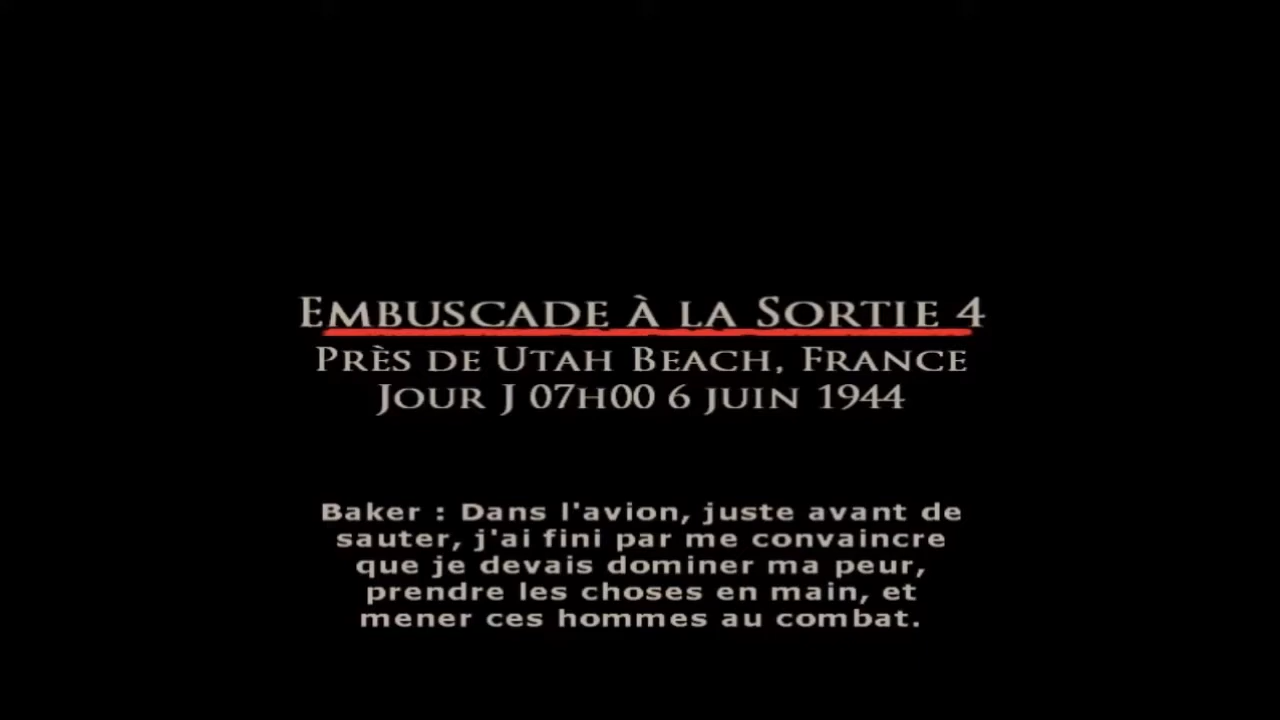 Embuscade à la Sortie 4
Près de Utah Beach, France
Jour J 07h00 6 juin 1944
Baker : Dans l'avion, juste avant de
sauter, j'ai fini par me convaincre
que je devais dominer ma peur,
prendre les choses en main, et
mener ces hommes au combat.